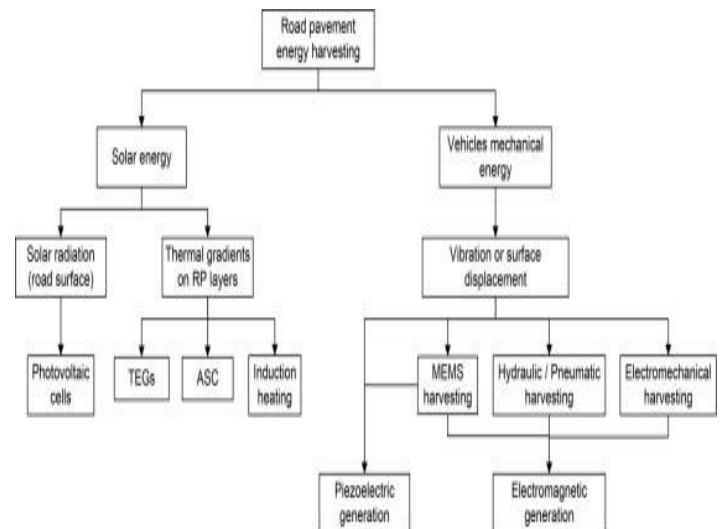 Road pavement
energy harvesting
Solar energy
Vehicles mechanical
energy
Solar radiation
(road surface)
Thermal gradients
on RP layers
Vibration or surface
displacement
Photovoltaic
cells
TEGs
ASC
Induction
heating
MEMS
harvesting
Hydraulic / Pneumatic
harvesting
Electromechanical
harvesting
Piezoelectric
generation
Electromagnetic
generation